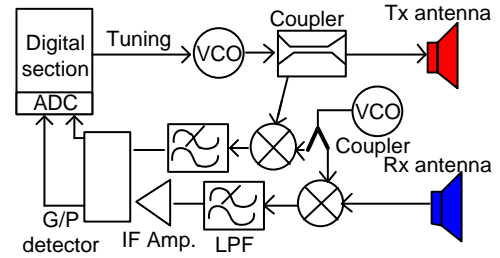 Coupler
Tx antenna
Digital
section
Tuning
VCO
ADC
VCO
Coupler
Rx antenna
G/P
detector
IF Amp.
LPF